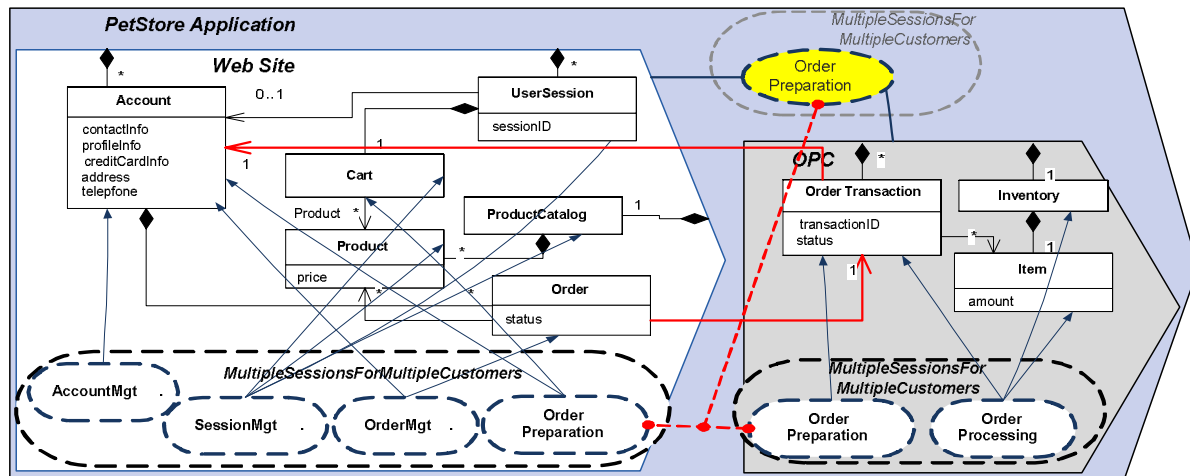 PetStore Application
MultipleSessionsFor
MultipleCustomers
Web Site
Order
Preparation
*
*
Account
0..1
UserSession
contactInfo
profileInfo
creditCardInfo
address
telepfone
sessionID
1
1
Cart
OPC
*
1
Order Transaction
Inventory
Product
*
ProductCatalog
1
transactionID
status
Product
*
*
1
price
Order
1
Item
*
*
status
amount
MultipleSessionsForMultipleCustomers
MultipleSessionsFor
MultipleCustomers
AccountMgt .
SessionMgt .
OrderMgt .
Order
Preparation
Order
Preparation
Order
Processing